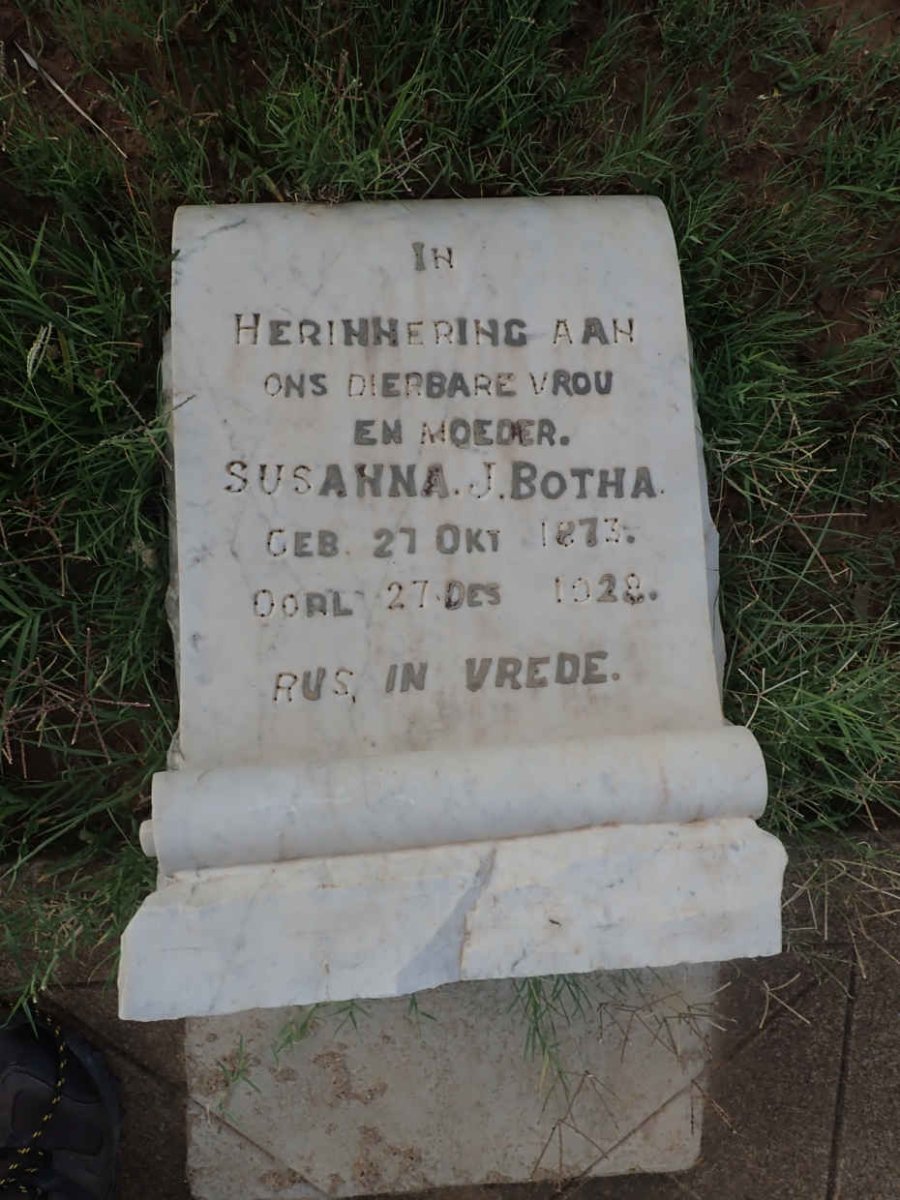 IN
HERINNERING AAN
ONS DIERBARE VROU
EN MOEDER.
SUSANNA. J. BOTHA.
GEB. 27 OKT 1873.
OORL 27 DES 1928.
RUS, IN VREDE.